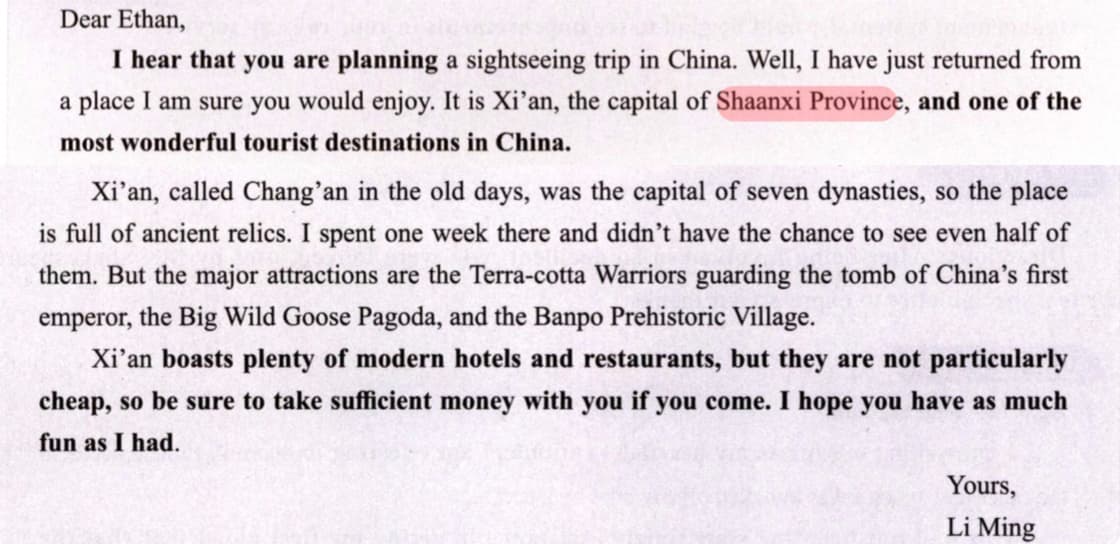 Dear Ethan,
I hear that you are planning a sightseeing trip in China. Well, I have just returned from
a place I am sure you would enjoy. It is Xi’an, the capital of Shaanxi Province, and one of the
most wonderful tourist destinations in China.
Xi’an, called Chang’an in the old days, was the capital of seven dynasties, so the place
is full of ancient relics. I spent one week there and didn’t have the chance to see even half of
them. But the major attractions are the Terra-cotta Warriors guarding the tomb of China’s first
emperor, the Big Wild Goose Pagoda, and the Banpo Prehistoric Village.
Xi’an boasts plenty of modern hotels and restaurants, but they are not particularly
cheap, so be sure to take sufficient money with you if you come. I hope you have as much
fun as I had.
Yours,
Li Ming